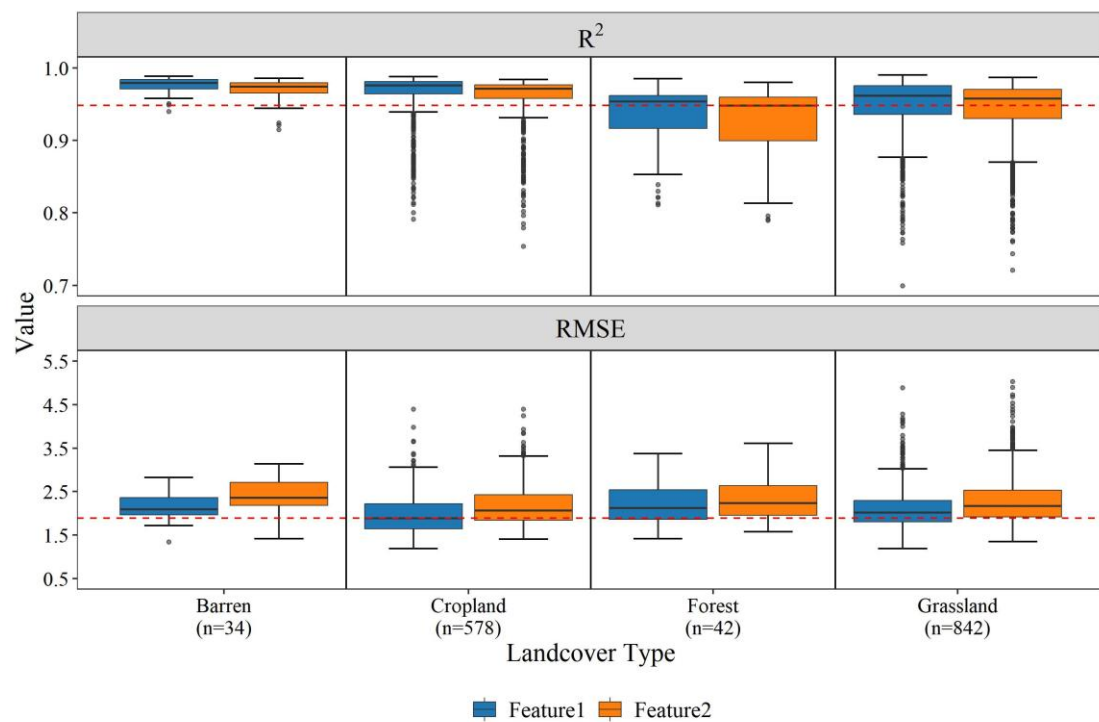 R²
1.0
0.9
0.8
0.7
RMSE
5.5
4.5
3.5
2.5
1.5
0.5
Value
Barren Cropland Forest Grassland
(n=34) (n=578) (n=42) (n=842)
Landcover Type
Feature1 Feature2